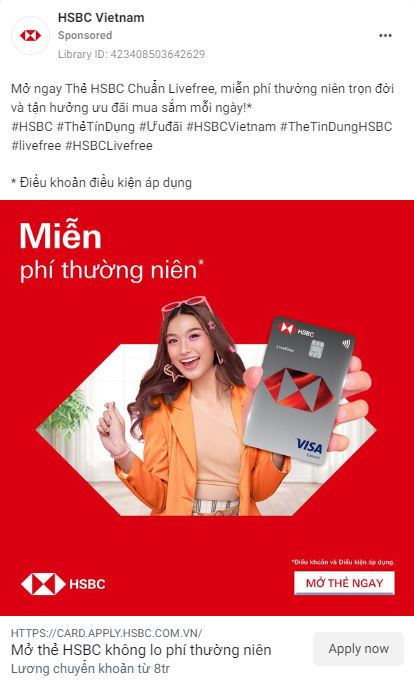 HSBC Vietnam
Sponsored
Library ID: 423408503642629
Mở ngay Thẻ HSBC Chuẩn Livefree, miễn phí thường niên trọn đời
và tận hưởng ưu đãi mua sắm mỗi ngày!*
#HSBC #ThẻTínDụng #Ưuđãi #HSBCVietnam #TheTinDungHSBC
#livefree #HSBCLivefree
* Điều khoản điều kiện áp dụng
Miễn
phí thường niên*
HSBC
LiveFree
VISA
*Điều khoản và Điều kiện áp dụng.
HSBC
MỞ THẺ NGAY
HTTPS://CARD.APPLY.HSBC.COM.VN/
Mở thẻ HSBC không lo phí thường niên
Lương chuyển khoản từ 8tr
Apply now